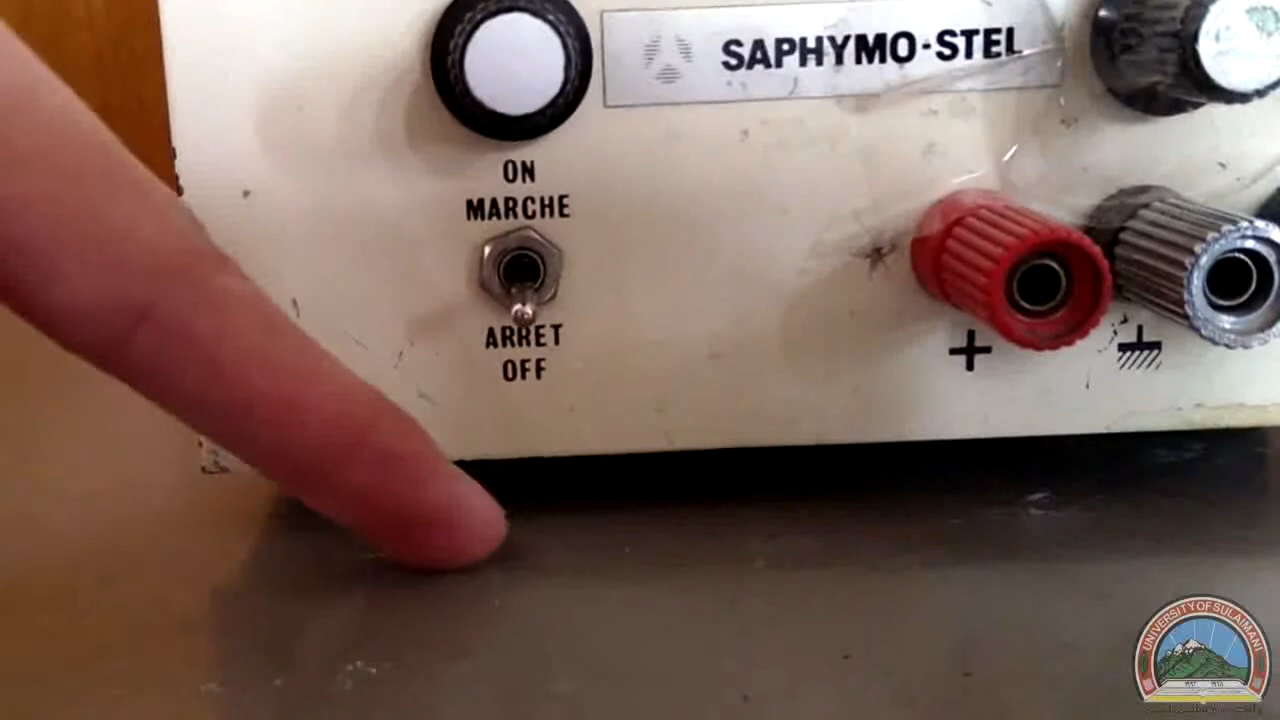 SAPHYMO-STEL
ON
MARCHE
ARRET
OFF
+
UNIVERSITY OF SULAIMANI